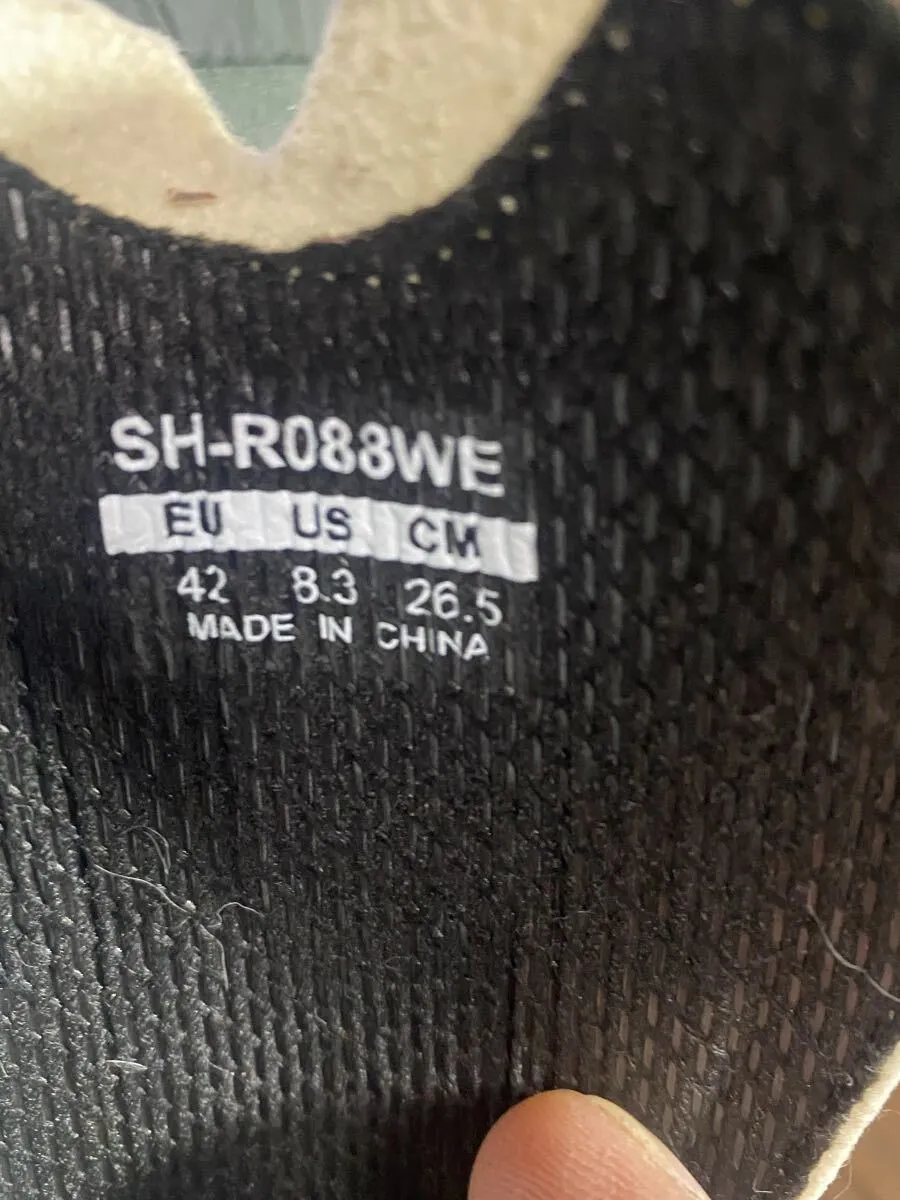 SH-R088WE
EU US CM
42 8.3 26.5
MADE IN CHINA